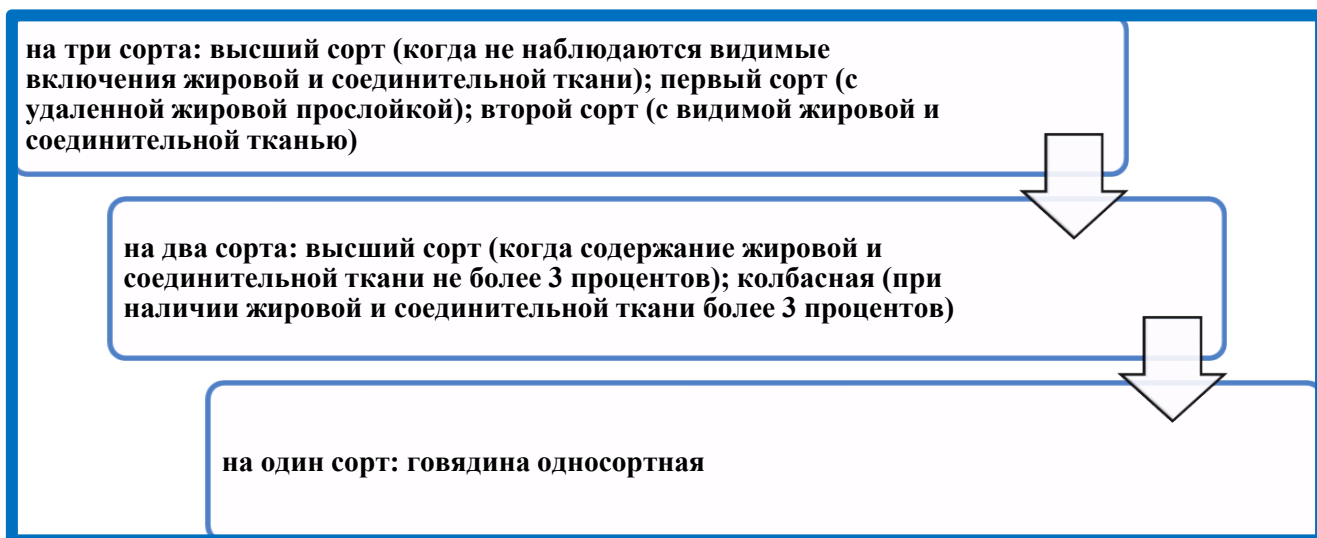 на три сорта: высший сорт (когда не наблюдаются видимые
включения жировой и соединительной ткани); первый сорт (с
удаленной жировой прослойкой); второй сорт (с видимой жировой и
соединительной тканью)
на два сорта: высший сорт (когда содержание жировой и
соединительной ткани не более 3 процентов); колбасная (при
наличии жировой и соединительной ткани более 3 процентов)
на один сорт: говядина односортная